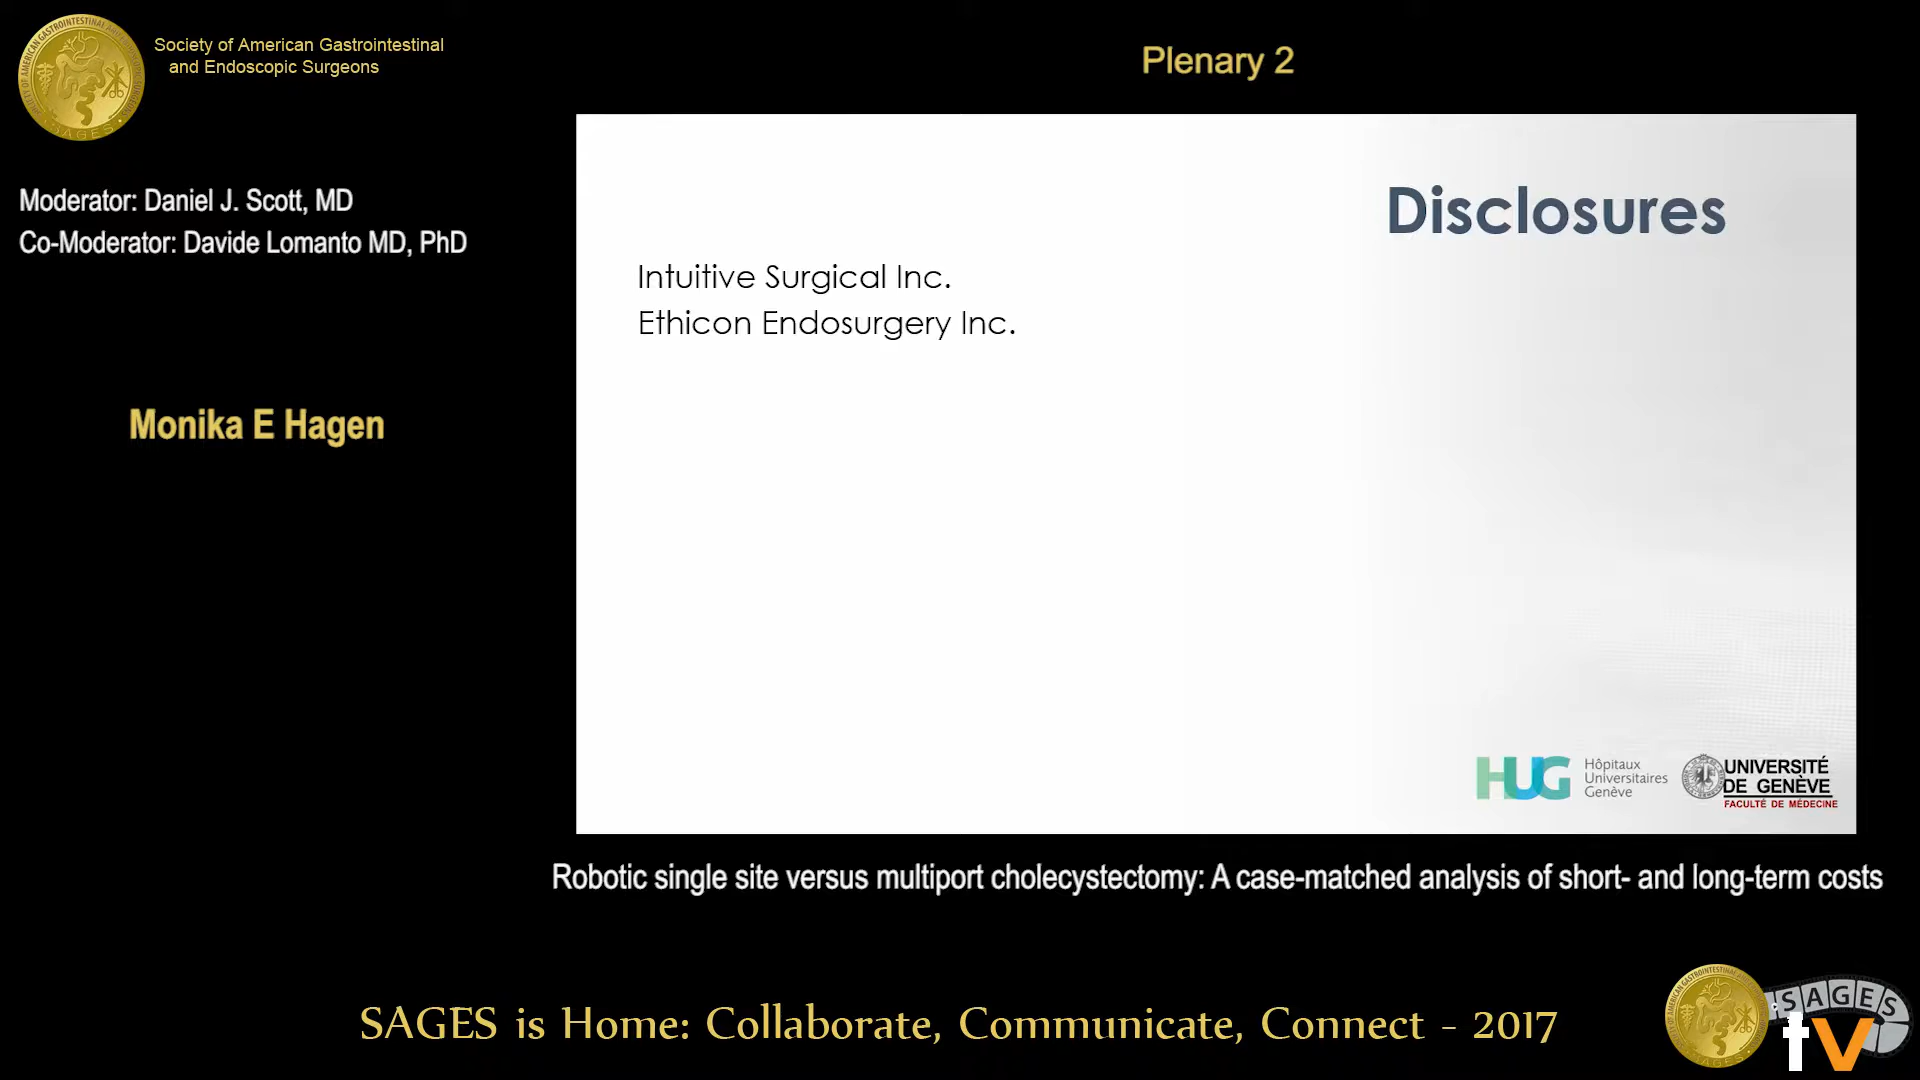 Society of American Gastrointestinal
and Endoscopic Surgeons
Plenary 2
Moderator: Daniel J. Scott, MD
Co-Moderator: Davide Lomanto MD, PhD
Monika E Hagen
Disclosures
Intuitive Surgical Inc.
Ethicon Endosurgery Inc.
HUG
Hôpitaux
Universitaires
Genève
UNIVERSITÉ
DE GENÈVE
FACULTÉ DE MÉDECINE
Robotic single site versus multiport cholecystectomy: A case-matched analysis of short- and long-term costs
SAGES is Home: Collaborate, Communicate, Connect - 2017
SAGES
tv